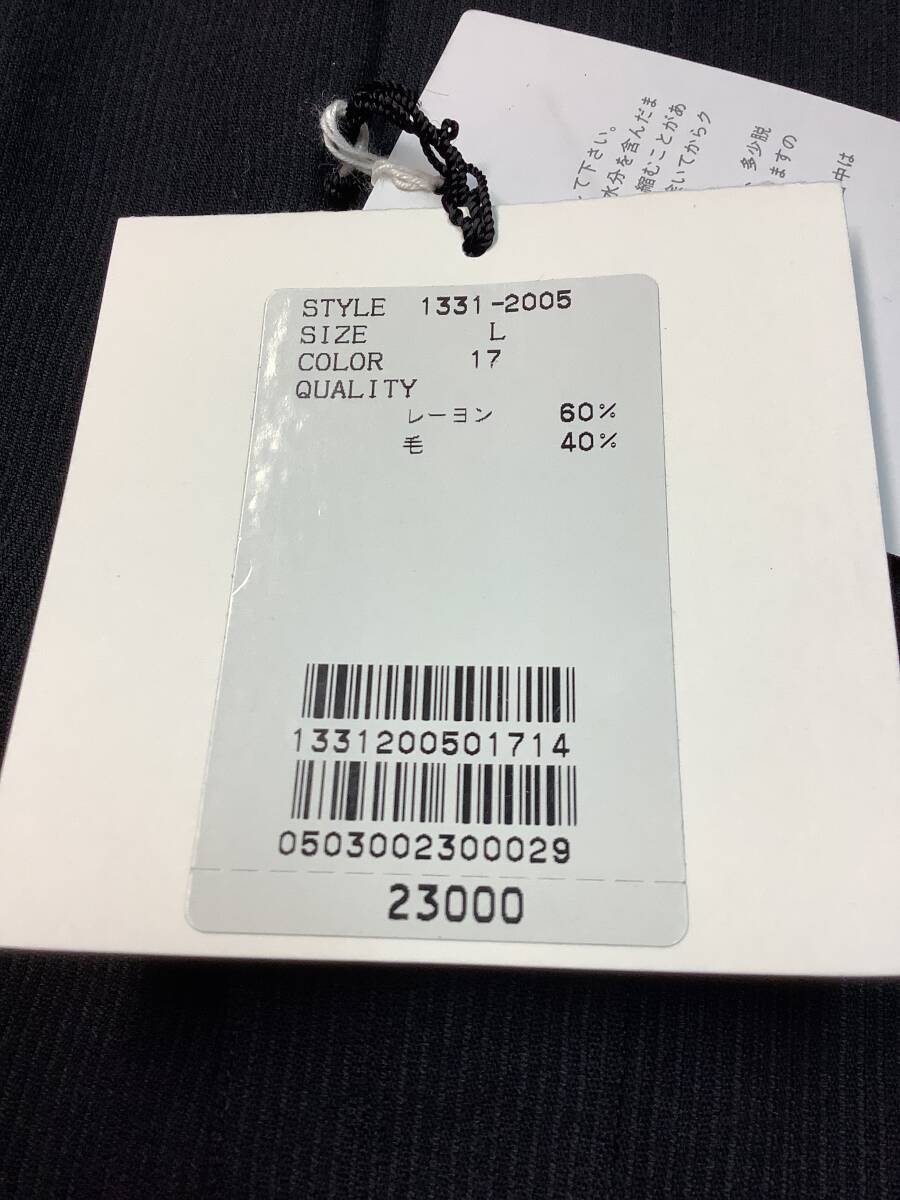 て下さい。
水分を含んだま
縮むことがあ
いてからク
多少脱
ますの
中は
STYLE 1331-2005
SIZE L
COLOR 17
QUALITY
レーヨン 60%
毛 40%
1331200501714
0503002300029
23000